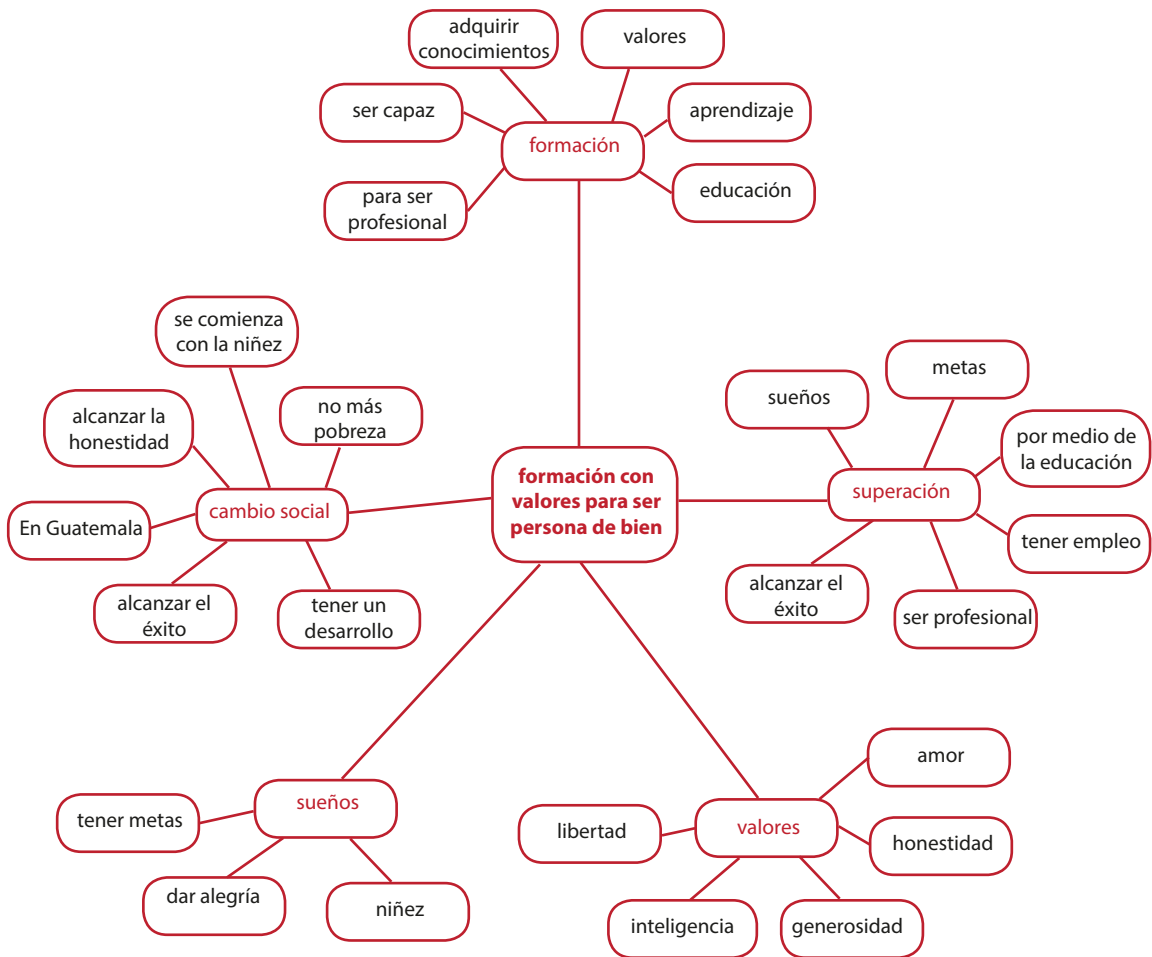 adquirir
conocimientos
valores
ser capaz
aprendizaje
formación
para ser
profesional
educación
se comienza
con la niñez
alcanzar la
honestidad
no más
pobreza
En Guatemala
cambio social
alcanzar el
éxito
tener un
desarrollo
formación con
valores para ser
persona de bien
metas
sueños
por medio de
la educación
superación
tener empleo
alcanzar el
éxito
ser profesional
sueños
tener metas
dar alegría
niñez
amor
libertad
valores
honestidad
inteligencia
generosidad